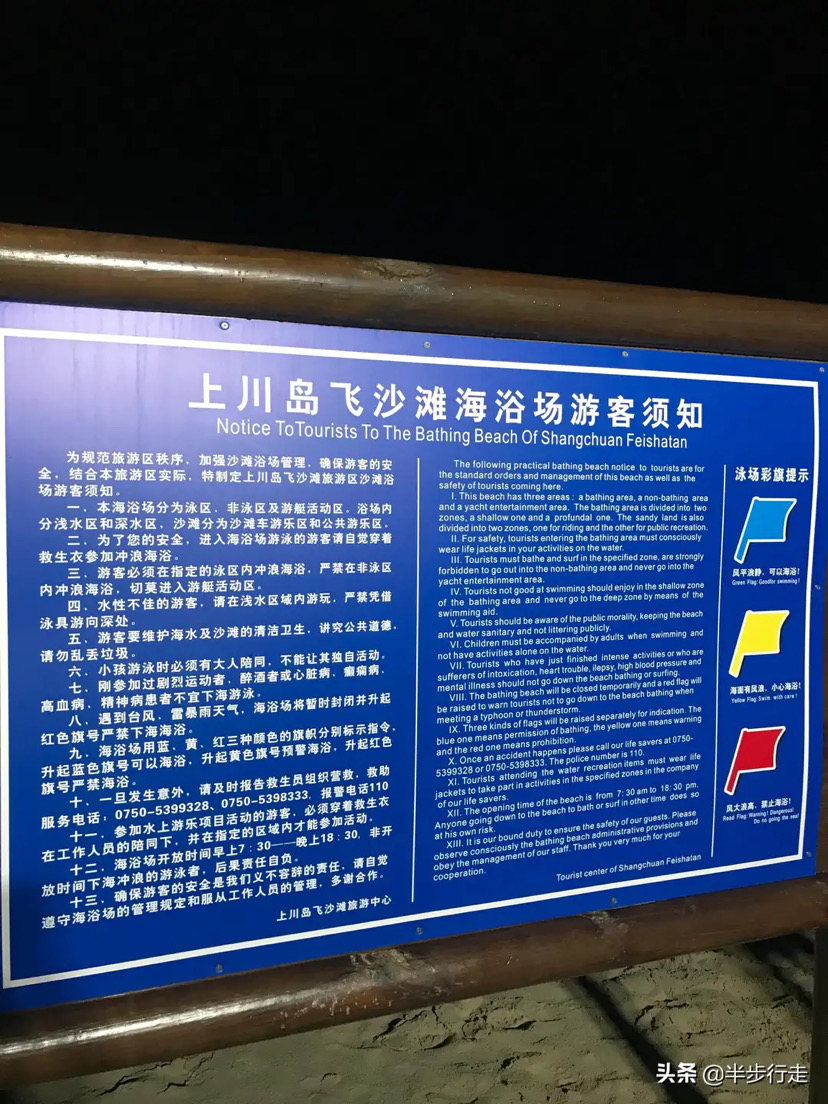 上川岛飞沙滩海浴场游客须知
Notice ToTourists To The Bathing Beach Of Shangchuan Feishatan
为规范旅游区秩序，加强沙滩浴场管理，确保游客的安
全，结合本旅游区实际，特制定上川岛飞沙滩旅游区沙滩浴
场游客须知。
一、本海浴场分为泳区、非泳区及游艇活动区。浴场内
分浅水区和深水区，沙滩分为沙滩车游乐区和公共游乐区。
二、为了您的安全，进入海浴场游泳的游客请自觉穿着
救生衣参加冲浪海浴。
三、游客必须在指定的泳区内冲浪海浴，严禁在非泳区
内冲浪海浴，切莫进入游艇活动区。
四、水性不佳的游客，请在浅水区域内游玩，严禁凭借
泳具游向深处。
五、游客要维护海水及沙滩的清洁卫生，讲究公共道德，
请勿乱丢垃圾。
六、小孩游泳时必须有大人陪同，不能让其独自活动。
七、刚参加过剧烈运动者，醉酒者或心脏病，癫痫病，
高血病，精神病患者不宜下海游泳。
八、遇到台风、雷暴雨天气，海浴场将暂时封闭并升起
红色旗号严禁下海海浴。
九、海浴场用蓝、黄、红三种颜色的旗帜分别标示指令，
升起蓝色旗号可以海浴，升起黄色旗号预警海浴，升起红色
旗号严禁海浴。
十、一旦发生意外，请及时报告救生员组织营救，救助
服务电话：0750-5399328、0750-5398333，报警电话110
十一、参加水上游乐项目活动的游客，必须穿着救生衣
在工作人员的陪同下，并在指定的区域内才能参加活动。
十二、海浴场开放时间早上7：30——晚上18：30，非开
放时间下海冲浪的游泳者，后果责任自负。
十三、确保游客的安全是我们义不容辞的责任，请自觉
遵守海浴场的管理规定和服从工作人员的管理，多谢合作。
上川岛飞沙滩旅游中心
The following practical bathing beach notice to tourists are for
the standard orders and management of this beach as well as the
safety of tourists coming here.
I. This beach has three areas: a bathing area, a non-bathing area
and a yacht entertainment area. The bathing area is divided into two
zones, a shallow one and a profundal one. The sandy land is also
divided into two zones, one for riding and the other for public recreation.
II. For safety, tourists entering the bathing area must consciously
wear life jackets in your activities on the water.
III. Tourists must bathe and surf in the specified zone, are strongly
forbidden to go out into the non-bathing area and never go into the
yacht entertainment area.
IV. Tourists not good at swimming should enjoy in the shallow zone
of the bathing area and never go to the deep zone by means of the
swimming aid.
V. Tourists should be aware of the public morality, keeping the beach
and water sanitary and not littering publicly.
VI. Children must be accompanied by adults when swimming and
not have activities alone on the water.
VII. Tourists who have just finished intense activities or who are
sufferers of intoxication, heart trouble, ilepsy, high blood pressure and
mental illness should not go down the beach bathing or surfing.
VIII. The bathing beach will be closed temporarily and a red flag will
be raised to warn tourists not to go down to the beach bathing when
meeting a typhoon or thunderstorm.
IX. Three kinds of flags will be raised separately for indication. The
blue one means permission of bathing, the yellow one means warning
and the red one means prohibition.
X. Once an accident happens please call our life savers at 0750-
5399328 or 0750-5398333. The police number is 110.
XI. Tourists attending the water recreation items must wear life
jackets to take part in activities in the specified zones in the company
of our life savers.
XII. The opening time of the beach is from 7:30 am to 18:30 pm.
Anyone going down to the beach to bath or surf in other time does so
at his own risk.
XIII. It is our bound duty to ensure the safety of our guests. Please
observe consciously the bathing beach administrative provisions and
obey the management of our staff. Thank you very much for your
cooperation.
Tourist center of Shangchuan Feishatan
泳场彩旗提示
风平浪静，可以海浴！
Green Flag: Goodfor swimming!
海面有风浪，小心海浴！
Yellow Flag Swim with care!
风大浪高，禁止海浴！
Read Flag: Warning! Dangerous!
Do no going the sea!
头条 @半步行走